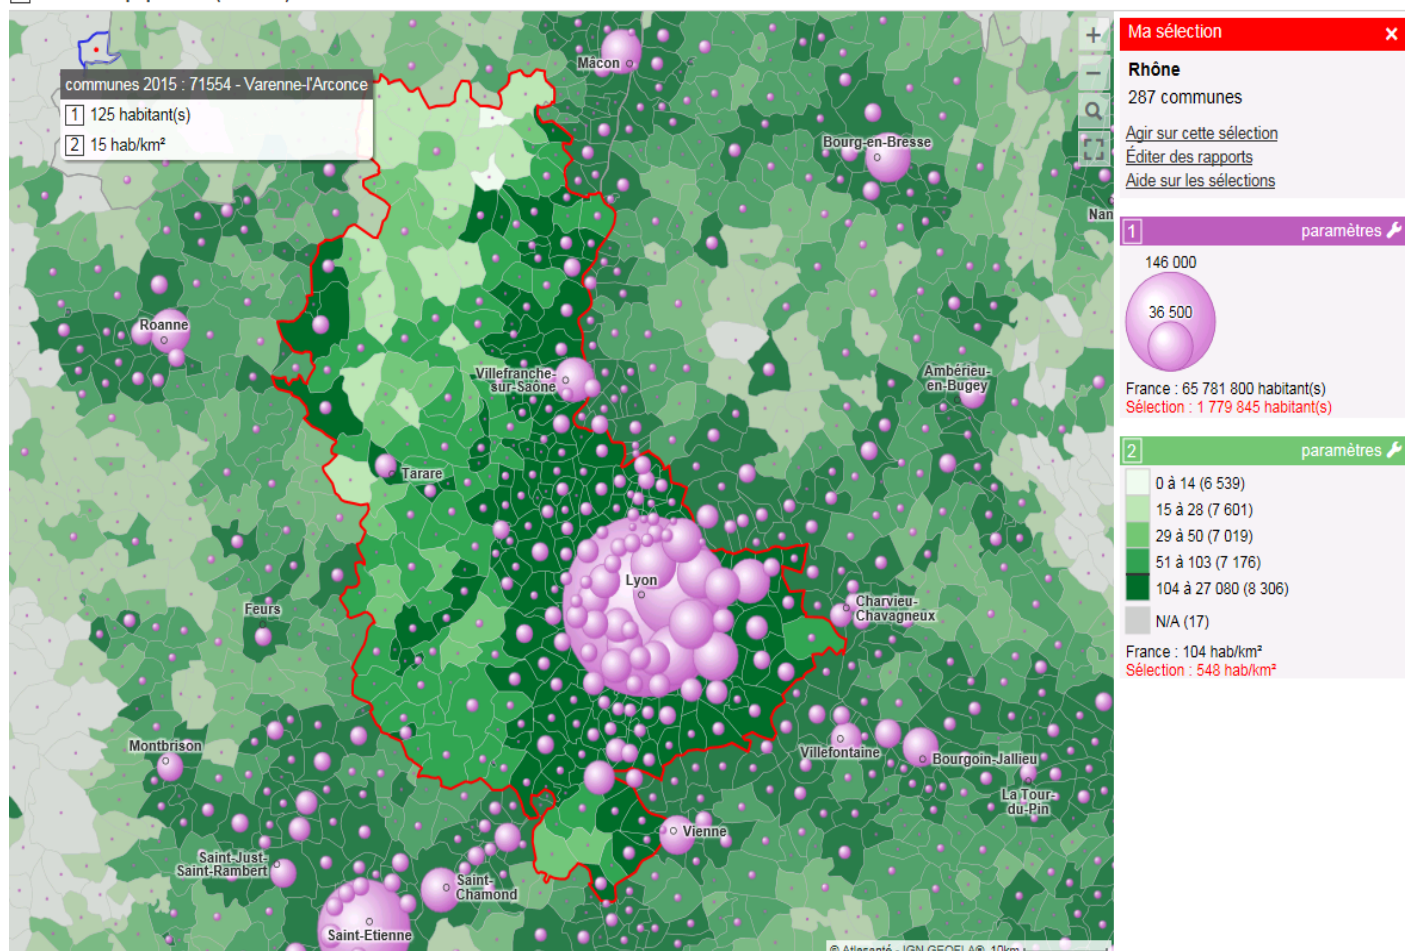 communes 2015 : 71554 - Varenne-l'Arconce
1 125 habitant(s)
2 15 hab/km²
Mâcon
Bourg-en-Bresse
Nan
Roanne
Villefranche-
sur-Saône
Ambérieu-
en-Bugey
Tarare
Lyon
Charvieu-
Chavagneux
Feurs
Montbrison
Villefontaine
Bourgoin-Jallieu
La Tour-
du-Pin
Vienne
Saint-Just-
Saint-Rambert
Saint-
Chamond
Saint-Etienne
© Atlasanté - IGN GEOFLA® 10km
+
−
Ma sélection ×
Rhône
287 communes
Agir sur cette sélection
Éditer des rapports
Aide sur les sélections
1 paramètres
146 000
36 500
France : 65 781 800 habitant(s)
Sélection : 1 779 845 habitant(s)
2 paramètres
0 à 14 (6 539)
15 à 28 (7 601)
29 à 50 (7 019)
51 à 103 (7 176)
104 à 27 080 (8 306)
N/A (17)
France : 104 hab/km²
Sélection : 548 hab/km²